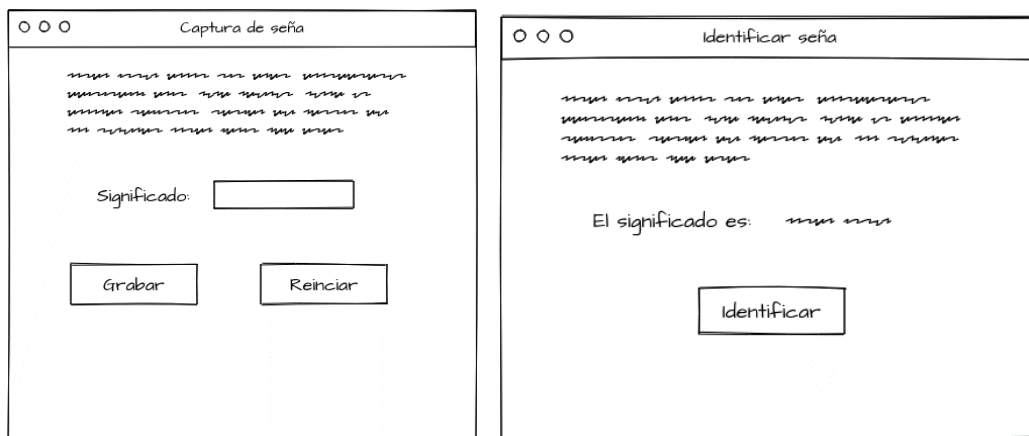 Captura de seña
Significado:
Grabar
Reinciar
Identificar seña
El significado es:
Identificar